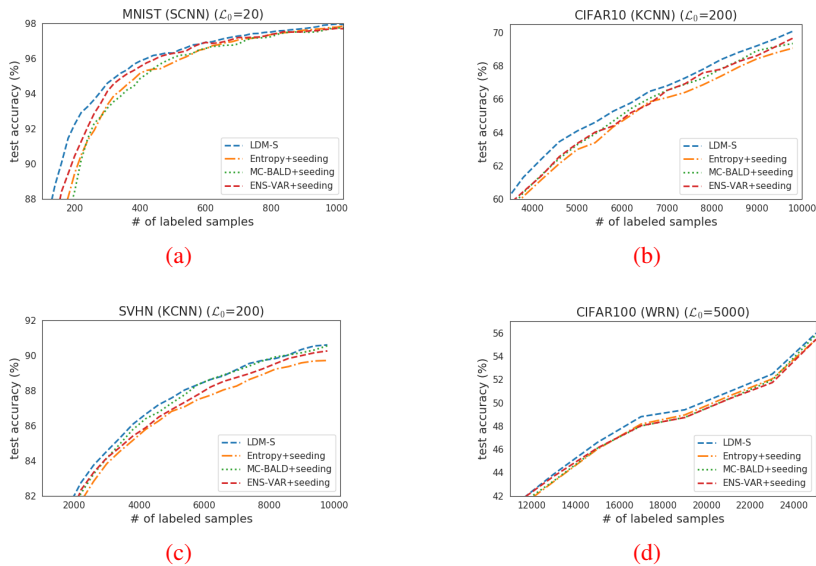 MNIST (SCNN) (ℒ₀=20)
98
96
94
92
90
88
test accuracy (%)
LDM-S
Entropy+seeding
MC-BALD+seeding
ENS-VAR+seeding
200 400 600 800 1000
# of labeled samples
(a)
CIFAR10 (KCNN) (ℒ₀=200)
70
68
66
64
62
60
test accuracy (%)
LDM-S
Entropy+seeding
MC-BALD+seeding
ENS-VAR+seeding
4000 5000 6000 7000 8000 9000 10000
# of labeled samples
(b)
SVHN (KCNN) (ℒ₀=200)
92
90
88
86
84
82
test accuracy (%)
LDM-S
Entropy+seeding
MC-BALD+seeding
ENS-VAR+seeding
2000 4000 6000 8000 10000
# of labeled samples
(c)
CIFAR100 (WRN) (ℒ₀=5000)
56
54
52
50
48
46
44
42
test accuracy (%)
LDM-S
Entropy+seeding
MC-BALD+seeding
ENS-VAR+seeding
12000 14000 16000 18000 20000 22000 24000
# of labeled samples
(d)